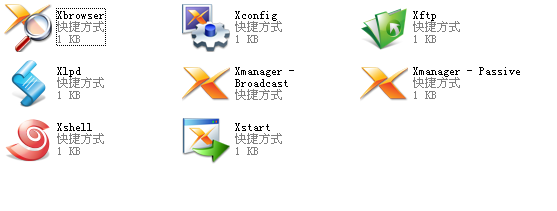 Xbrowser
快捷方式
1 KB
Xconfig
快捷方式
1 KB
Xftp
快捷方式
1 KB
Xlpd
快捷方式
1 KB
Xmanager -
Broadcast
快捷方式
Xmanager - Passive
快捷方式
1 KB
Xshell
快捷方式
1 KB
Xstart
快捷方式
1 KB